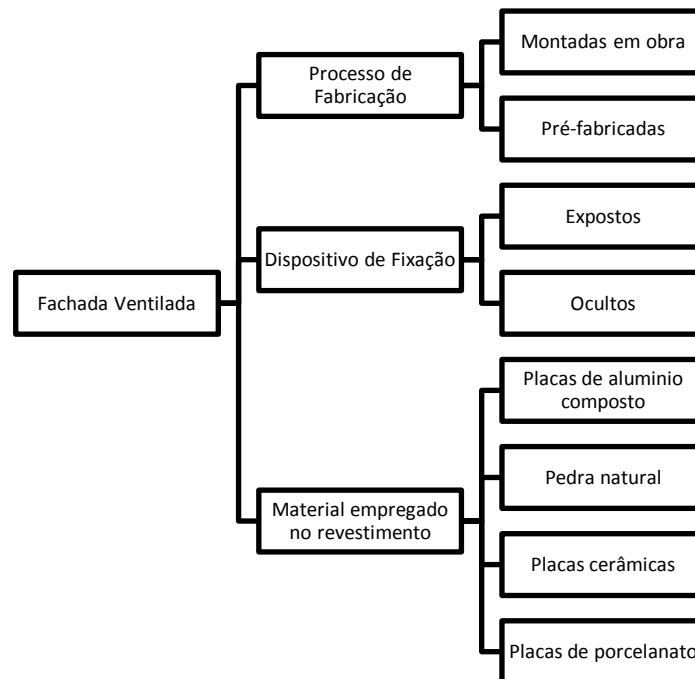 Fachada Ventilada
Processo de
Fabricação
Montadas em obra
Pré-fabricadas
Dispositivo de Fixação
Expostos
Ocultos
Material empregado
no revestimento
Placas de aluminio
composto
Pedra natural
Placas cerâmicas
Placas de porcelanato